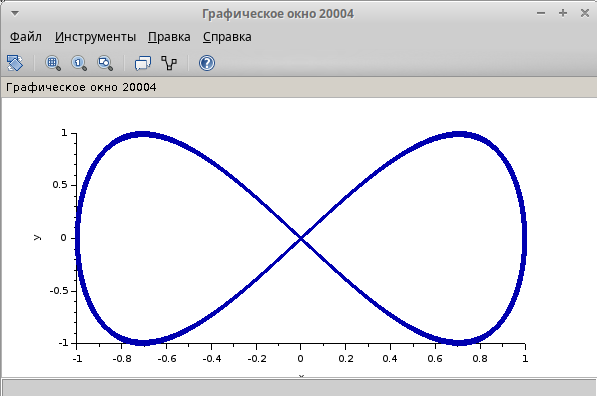 Графическое окно 20004
Файл Инструменты Правка Справка
Графическое окно 20004
1
0.5
0
-0.5
-1
y
-1 -0.8 -0.6 -0.4 -0.2 0 0.2 0.4 0.6 0.8 1